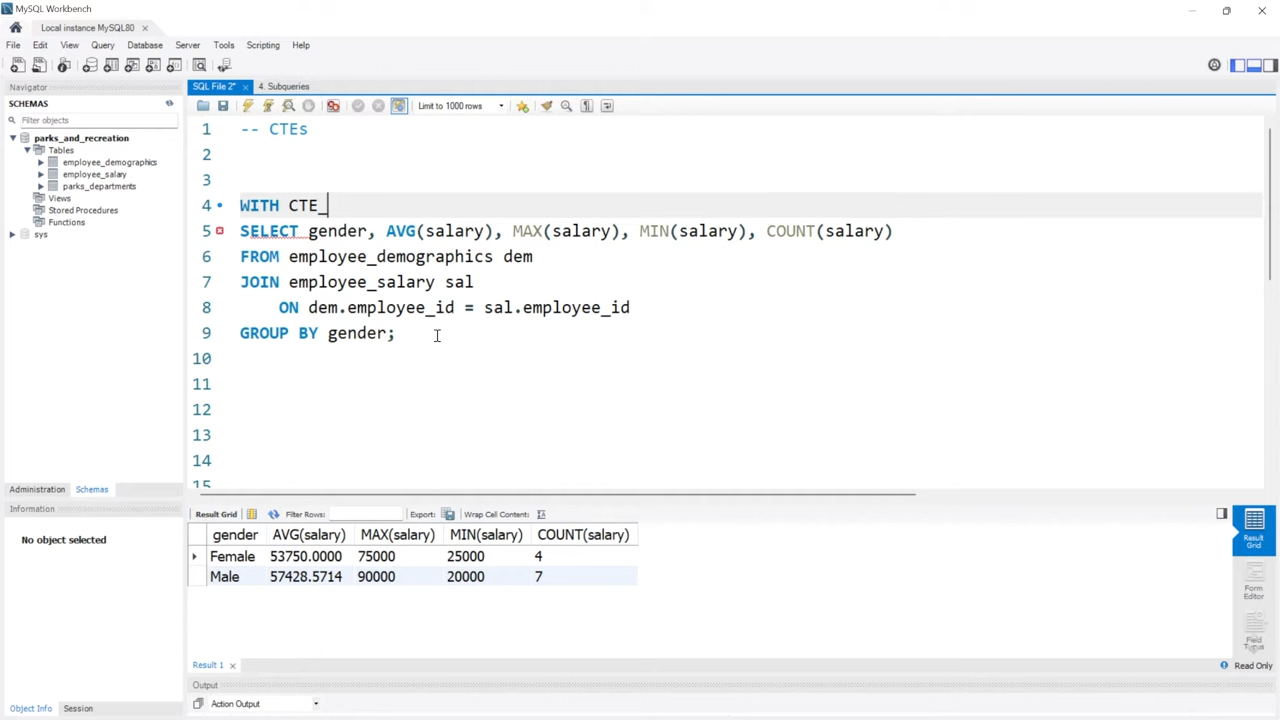 MySQL Workbench
Local instance MySQL80
File Edit View Query Database Server Tools Scripting Help
Navigator
SCHEMAS
Filter objects
parks_and_recreation
Tables
employee_demographics
employee_salary
parks_departments
Views
Stored Procedures
Functions
sys
Administration Schemas
Information
No object selected
Object Info Session
SQL File 2* 4. Subqueries
Limit to 1000 rows
1 -- CTEs
2
3
4 WITH CTE_
5 SELECT gender, AVG(salary), MAX(salary), MIN(salary), COUNT(salary)
6 FROM employee_demographics dem
7 JOIN employee_salary sal
8 ON dem.employee_id = sal.employee_id
9 GROUP BY gender;
10
11
12
13
14
15
Result Grid Filter Rows: Export: Wrap Cell Content:
gender AVG(salary) MAX(salary) MIN(salary) COUNT(salary)
Female 53750.0000 75000 25000 4
Male 57428.5714 90000 20000 7
Result Grid
Form Editor
Field Types
Result 1
Read Only
Output
Action Output